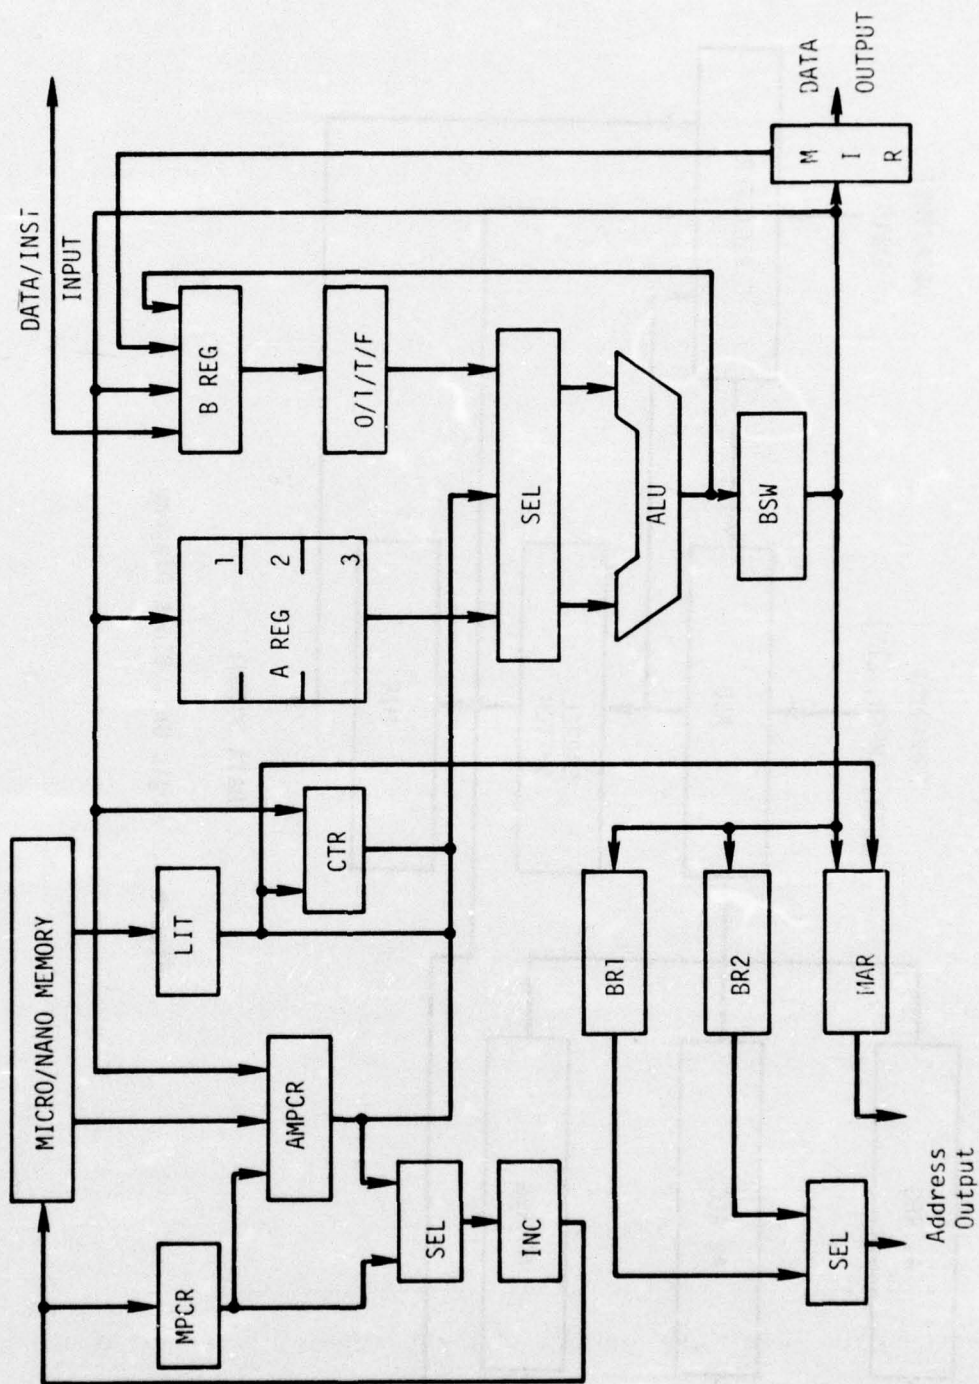 DATA/INST
INPUT
MICRO/NANO MEMORY
B REG
O/1/T/F
A REG
1
2
3
LIT
CTR
MPCR
AMPCR
SEL
INC
SEL
ALU
BSW
M
I
R
DATA
OUTPUT
BR1
BR2
MAR
SEL
Address
Output